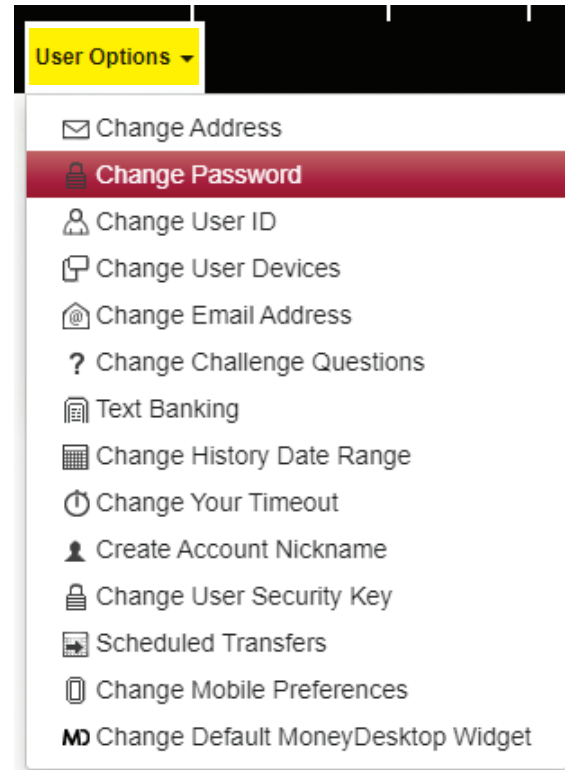 User Options
Change Address
Change Password
Change User ID
Change User Devices
Change Email Address
? Change Challenge Questions
Text Banking
Change History Date Range
Change Your Timeout
Create Account Nickname
Change User Security Key
Scheduled Transfers
Change Mobile Preferences
MD Change Default MoneyDesktop Widget